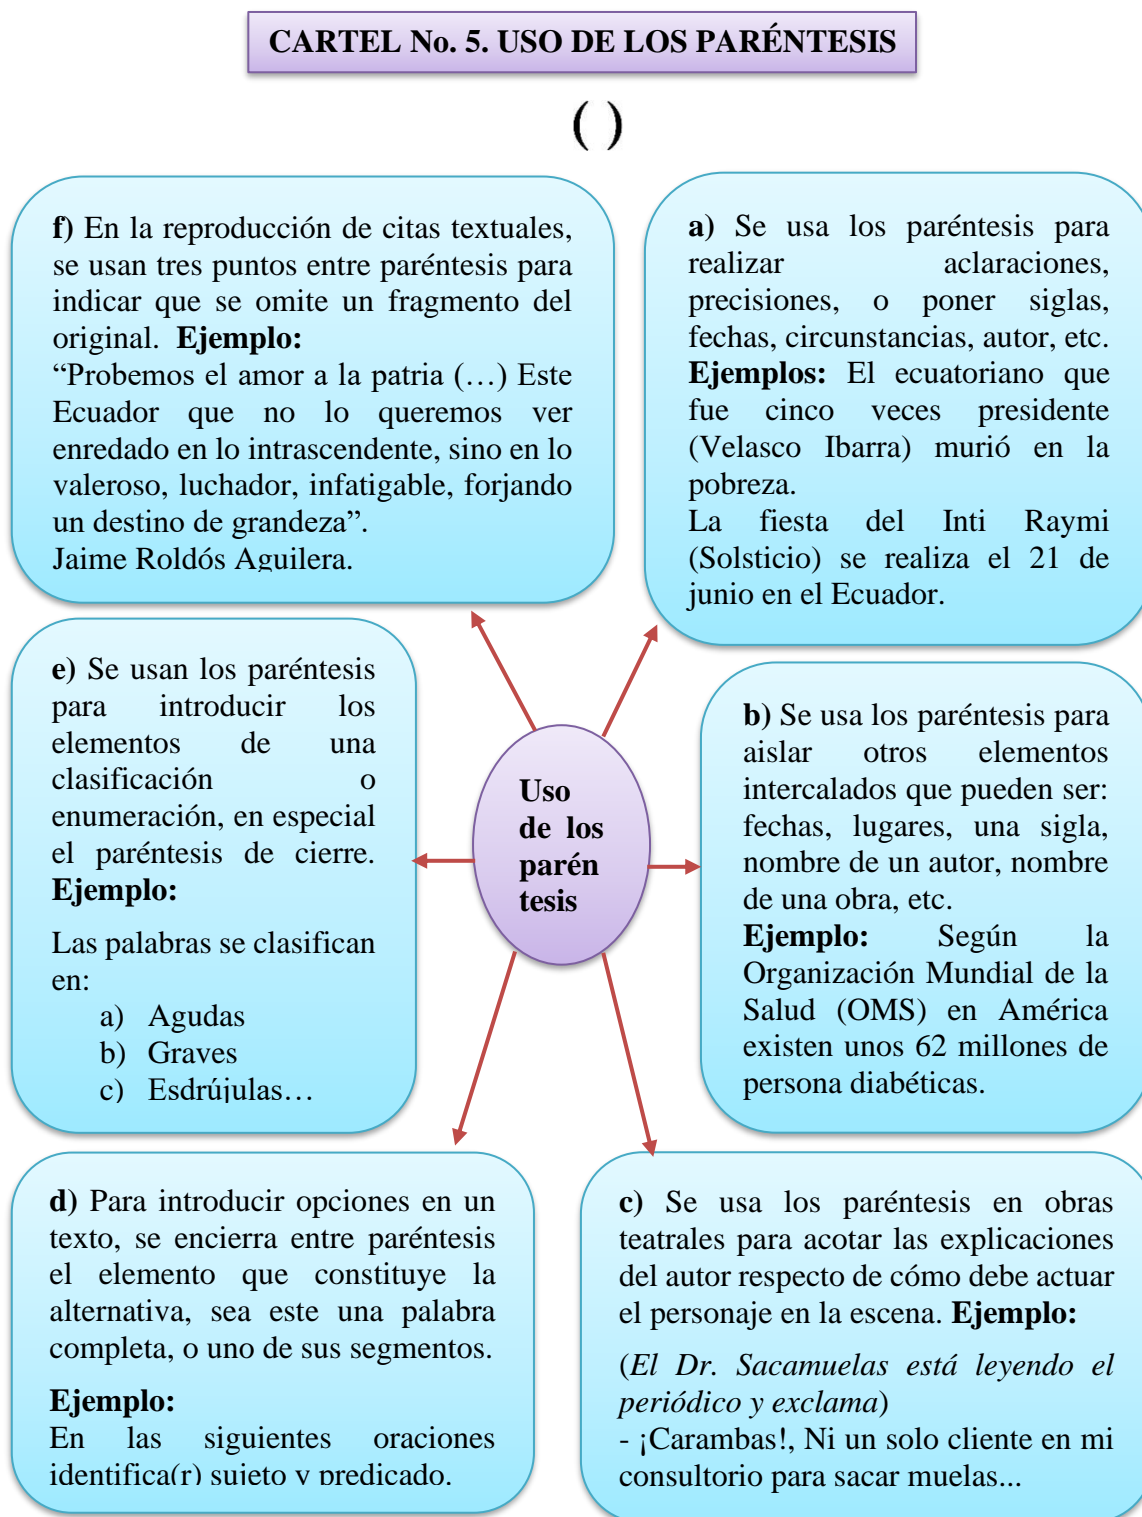 CARTEL No. 5. USO DE LOS PARÉNTESIS
( )
f) En la reproducción de citas textuales,
se usan tres puntos entre paréntesis para
indicar que se omite un fragmento del
original. Ejemplo:
“Probemos el amor a la patria (…) Este
Ecuador que no lo queremos ver
enredado en lo intrascendente, sino en lo
valeroso, luchador, infatigable, forjando
un destino de grandeza”.
Jaime Roldós Aguilera.
a) Se usa los paréntesis para
realizar aclaraciones,
precisiones, o poner siglas,
fechas, circunstancias, autor, etc.
Ejemplos: El ecuatoriano que
fue cinco veces presidente
(Velasco Ibarra) murió en la
pobreza.
La fiesta del Inti Raymi
(Solsticio) se realiza el 21 de
junio en el Ecuador.
e) Se usan los paréntesis
para introducir los
elementos de una
clasificación o
enumeración, en especial
el paréntesis de cierre.
Ejemplo:
Las palabras se clasifican
en:
a) Agudas
b) Graves
c) Esdrújulas…
Uso
de los
parén
tesis
b) Se usa los paréntesis para
aislar otros elementos
intercalados que pueden ser:
fechas, lugares, una sigla,
nombre de un autor, nombre
de una obra, etc.
Ejemplo: Según la
Organización Mundial de la
Salud (OMS) en América
existen unos 62 millones de
persona diabéticas.
d) Para introducir opciones en un
texto, se encierra entre paréntesis
el elemento que constituye la
alternativa, sea este una palabra
completa, o uno de sus segmentos.
Ejemplo:
En las siguientes oraciones
identifica(r) sujeto y predicado.
c) Se usa los paréntesis en obras
teatrales para acotar las explicaciones
del autor respecto de cómo debe actuar
el personaje en la escena. Ejemplo:
(El Dr. Sacamuelas está leyendo el
periódico y exclama)
- ¡Carambas!, Ni un solo cliente en mi
consultorio para sacar muelas...